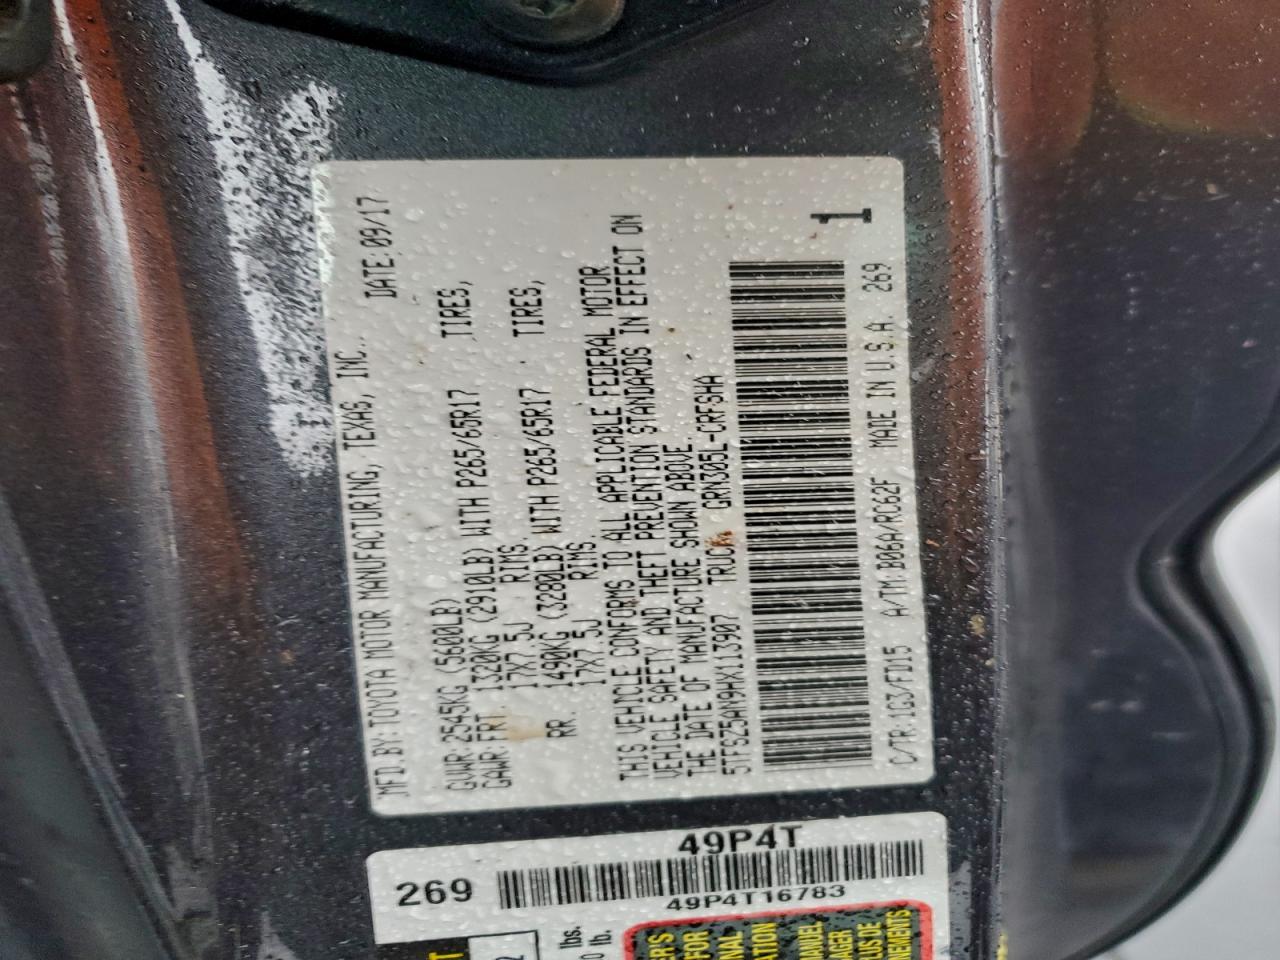 MFD.BY:TOYOTA MOTOR MANUFACTURING, TEXAS, INC.
DATE:09/17
GVWR:2545KG (5600LB)
GAWR:FRT. 1320KG (2910LB) WITH P265/65R17 TIRES,
17X7.5J RIMS
RR. 1490KG (3280LB) WITH P265/65R17 TIRES,
17X7.5J RIMS
THIS VEHICLE CONFORMS TO ALL APPLICABLE FEDERAL MOTOR
VEHICLE SAFETY AND THEFT PREVENTION STANDARDS IN EFFECT ON
THE DATE OF MANUFACTURE SHOWN ABOVE.
5TFSZ5AN9HX113907 TRUCK GRN305L-CRFSHA
1
C/TR:1G3/FD15 A/TM:B06A/RC62F MADE IN U.S.A. 269
49P4T
269
49P4T16783
lbs.
lb.